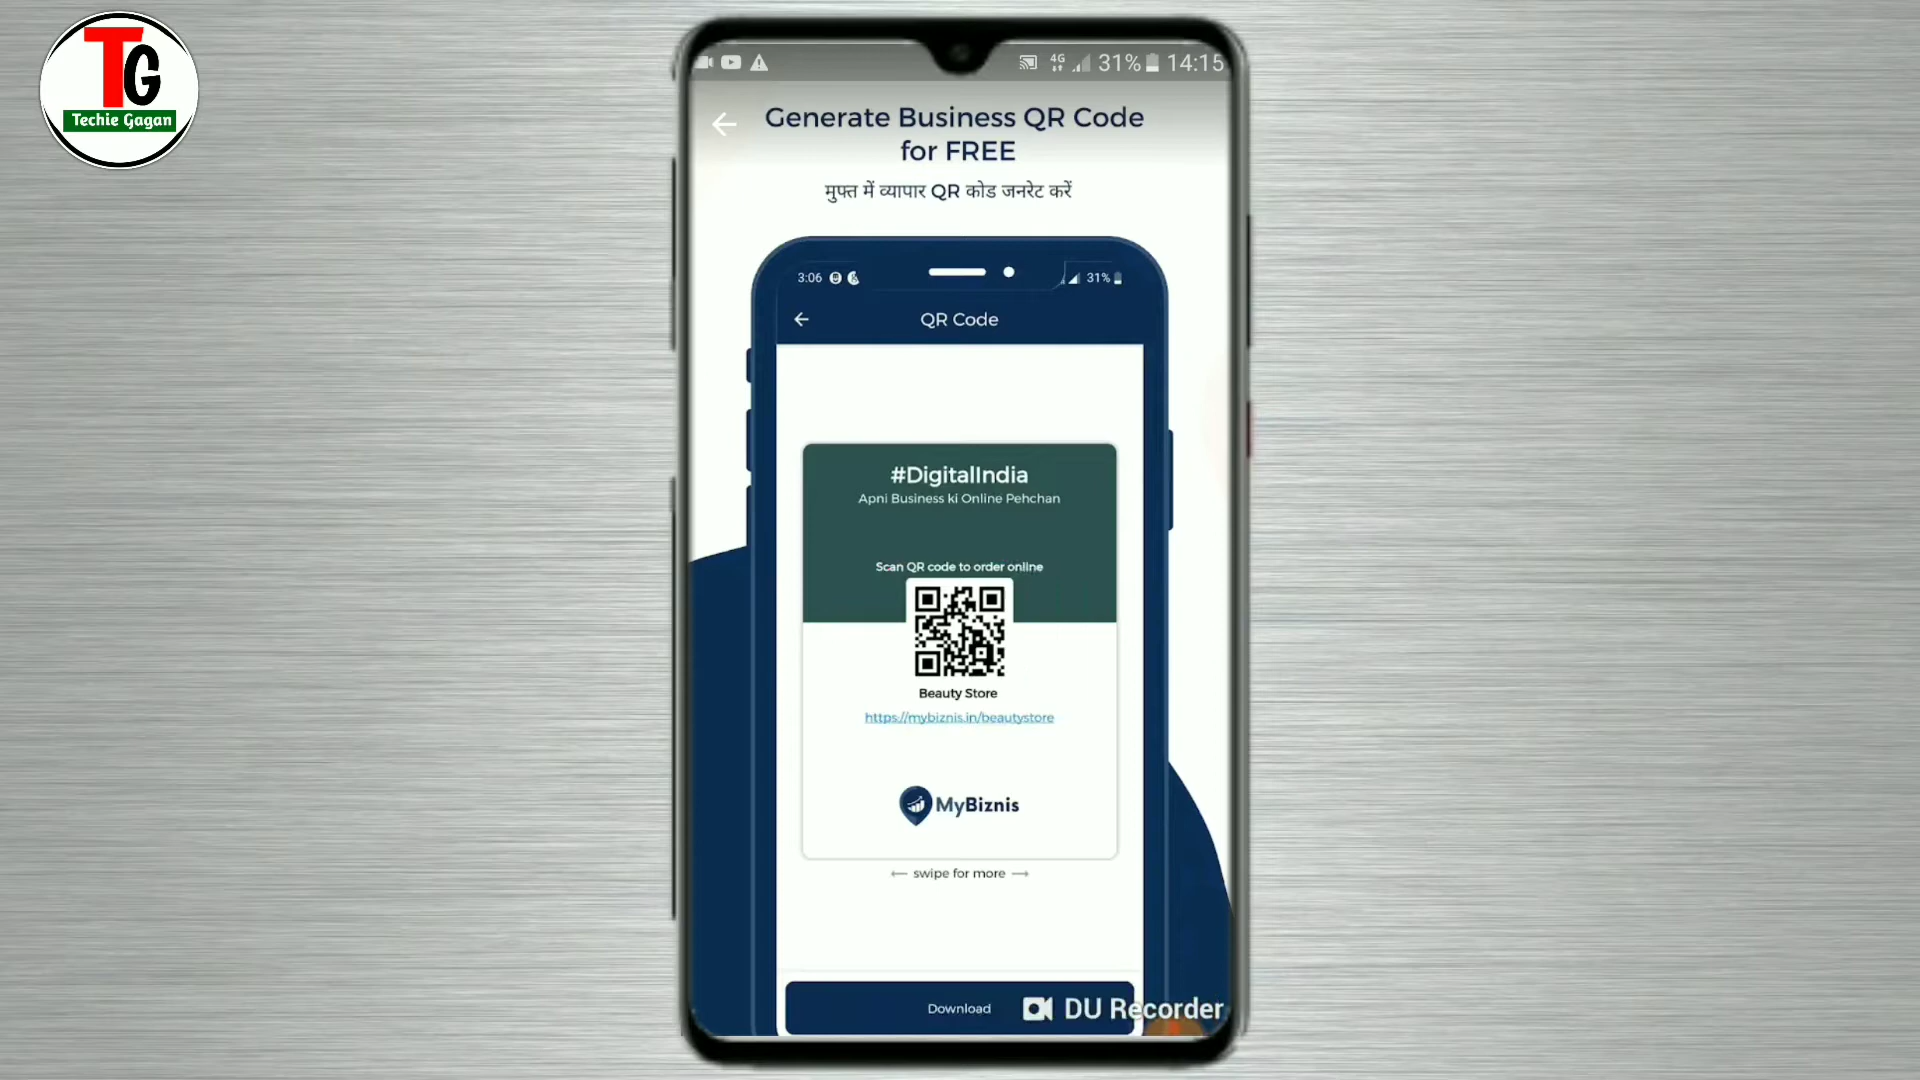 TG
Techie Gagan
4G 31% 14:15
Generate Business QR Code
for FREE
मुफ्त में व्यापार QR कोड जनरेट करें
3:06 31%
QR Code
#DigitalIndia
Apni Business ki Online Pehchan
Scan QR code to order online
Beauty Store
https://mybiznis.in/beautystore
MyBiznis
swipe for more
Download
DU Recorder